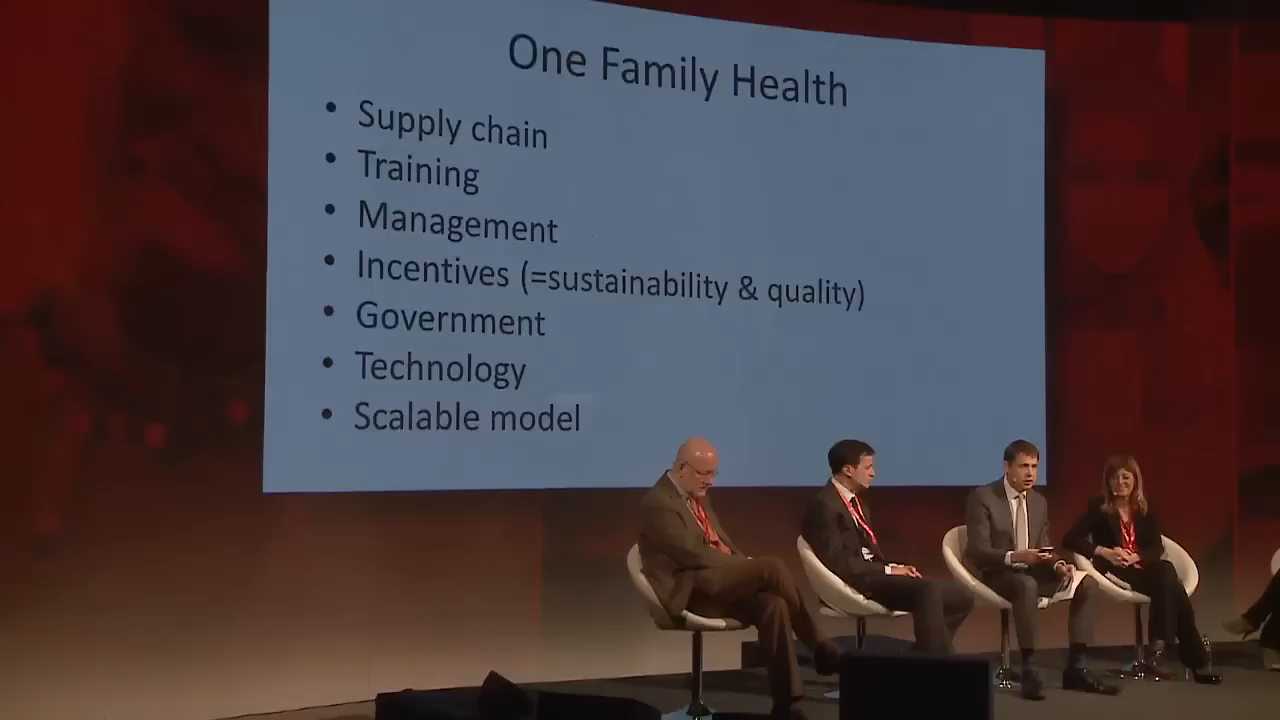 One Family Health
• Supply chain
• Training
• Management
• Incentives (=sustainability & quality)
• Government
• Technology
• Scalable model